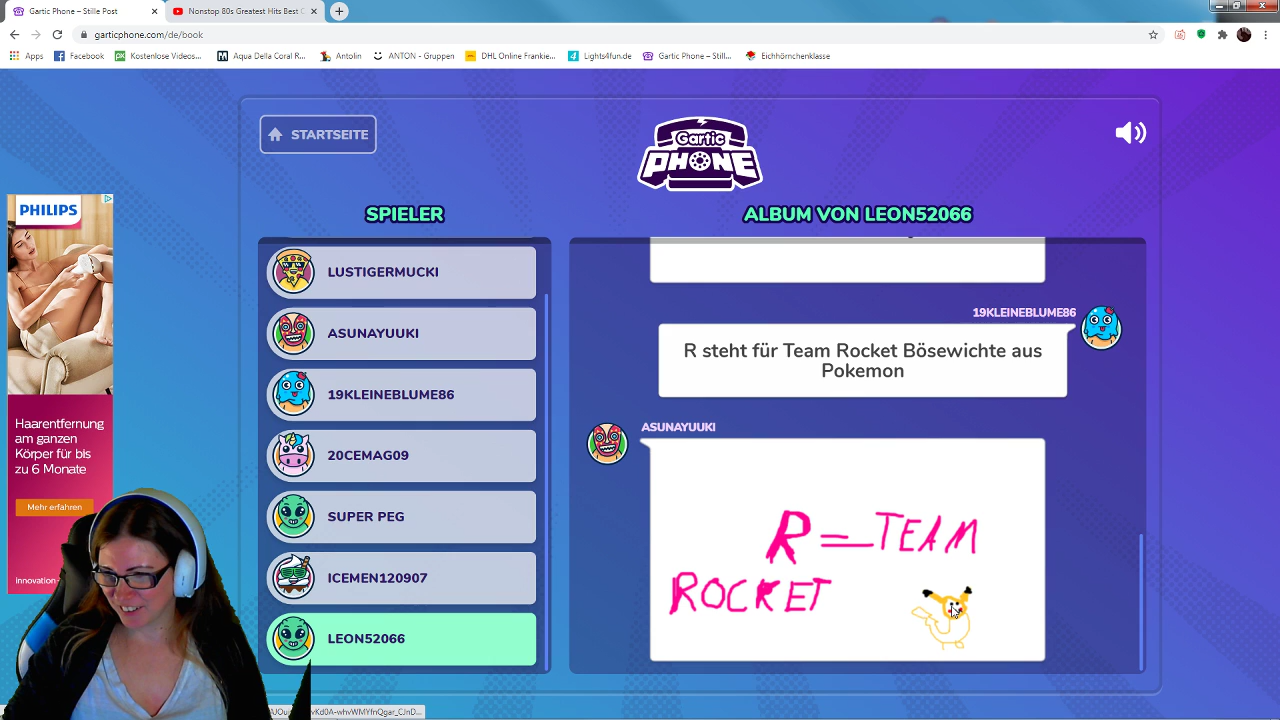 Gartic Phone – Stille Post
Nonstop 80s Greatest Hits Best C
garticphone.com/de/book
Apps
Facebook
Kostenlose Videos...
Aqua Della Coral R...
Antolin
ANTON - Gruppen
DHL Online Frankie...
Lights4fun.de
Gartic Phone – Still...
Eichhörnchenklasse
STARTSEITE
Gartic
PHONE
SPIELER
ALBUM VON LEON52066
PHILIPS
Haarentfernung
am ganzen
Körper für bis
zu 6 Monate
Mehr erfahren
innovation
LUSTIGERMUCKI
ASUNAYUUKI
19KLEINEBLUME86
20CEMAG09
SUPER PEG
ICEMEN120907
LEON52066
19KLEINEBLUME86
R steht für Team Rocket Bösewichte aus
Pokemon
ASUNAYUUKI
R = TEAM
ROCKET